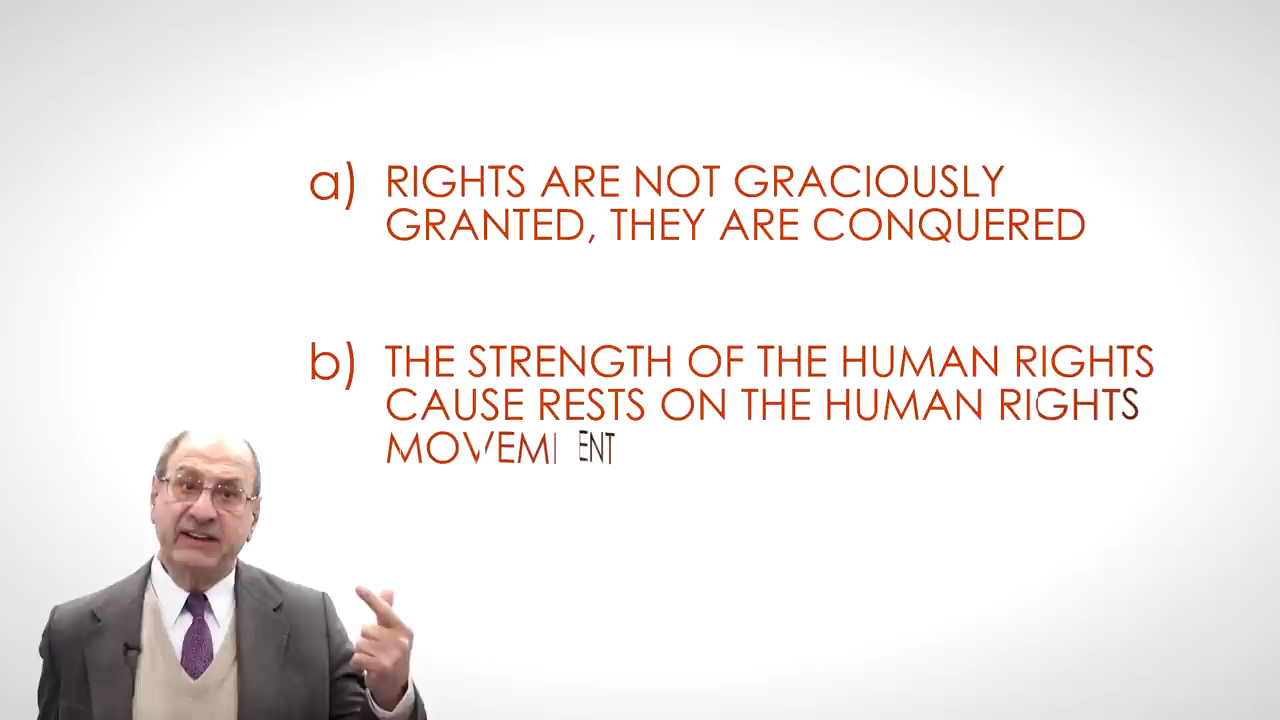 a) RIGHTS ARE NOT GRACIOUSLY
GRANTED, THEY ARE CONQUERED
b) THE STRENGTH OF THE HUMAN RIGHTS
CAUSE RESTS ON THE HUMAN RIGHTS
MOVEMENT